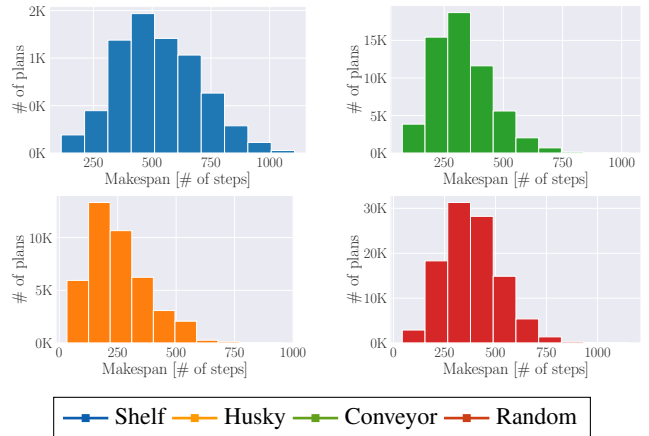 2K
1K
0K
0K
# of plans
250 500 750 1000
Makespan [# of steps]
15K
10K
5K
0K
# of plans
250 500 750 1000
Makespan [# of steps]
10K
5K
0K
# of plans
0 250 500 750 1000
Makespan [# of steps]
30K
20K
10K
0K
# of plans
0 250 500 750 1000
Makespan [# of steps]
Shelf Husky Conveyor Random